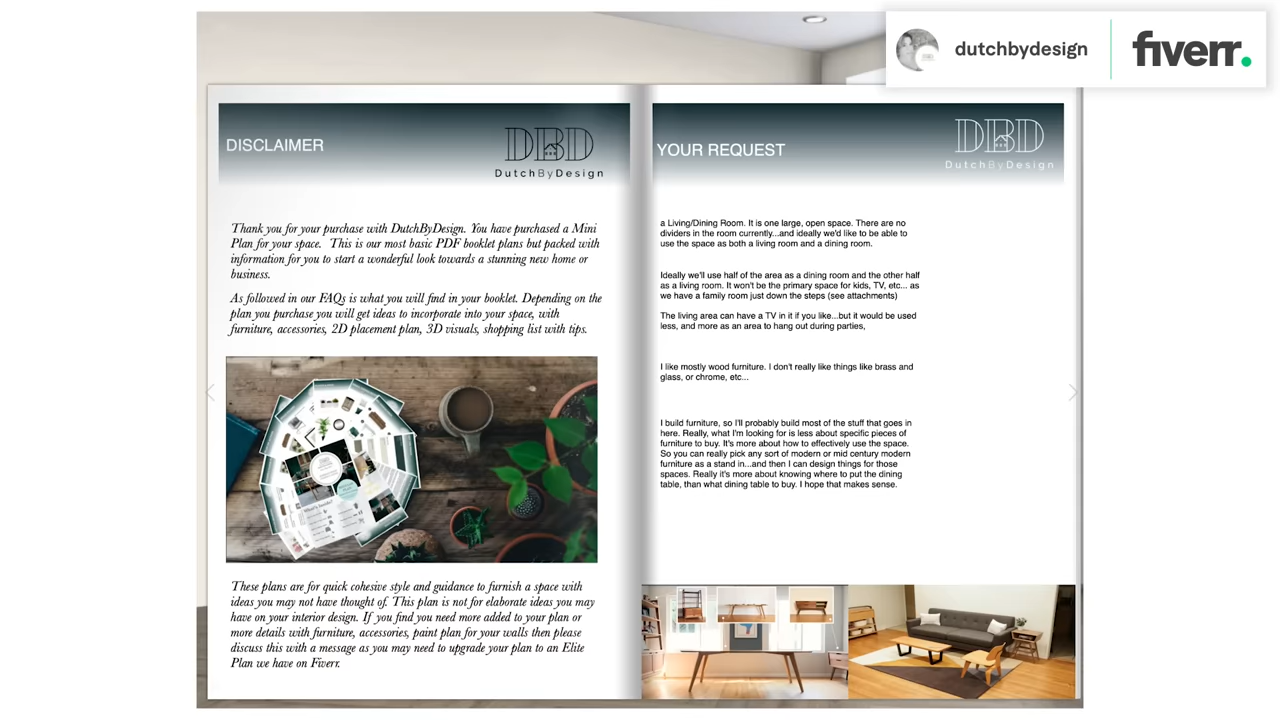 dutchbydesign
fiverr.
DISCLAIMER
DBD
DutchByDesign
Thank you for your purchase with DutchByDesign. You have purchased a Mini
Plan for your space. This is our most basic PDF booklet plans but packed with
information for you to start a wonderful look towards a stunning new home or
business.
As followed in our FAQs is what you will find in your booklet. Depending on the
plan you purchase you will get ideas to incorporate into your space, with
furniture, accessories, 2D placement plan, 3D visuals, shopping list with tips.
These plans are for quick cohesive style and guidance to furnish a space with
ideas you may not have thought of. This plan is not for elaborate ideas you may
have on your interior design. If you find you need more added to your plan or
more details with furniture, accessories, paint plan for your walls then please
discuss this with a message as you may need to upgrade your plan to an Elite
Plan we have on Fiverr.
YOUR REQUEST
DBD
DutchByDesign
a Living/Dining Room. It is one large, open space. There are no
dividers in the room currently...and ideally we'd like to be able to
use the space as both a living room and a dining room.
Ideally we'll use half of the area as a dining room and the other half
as a living room. It won't be the primary space for kids, TV, etc... as
we have a family room just down the steps (see attachments)
The living area can have a TV in it if you like...but it would be used
less, and more as an area to hang out during parties,
I like mostly wood furniture. I don't really like things like brass and
glass, or chrome, etc...
I build furniture, so I'll probably build most of the stuff that goes in
here. Really, what I'm looking for is less about specific pieces of
furniture to buy. It's more about how to effectively use the space.
So you can really pick any sort of modern or mid century modern
furniture as a stand in...and then I can design things for those
spaces. Really it's more about knowing where to put the dining
table, than what dining table to buy. I hope that makes sense.